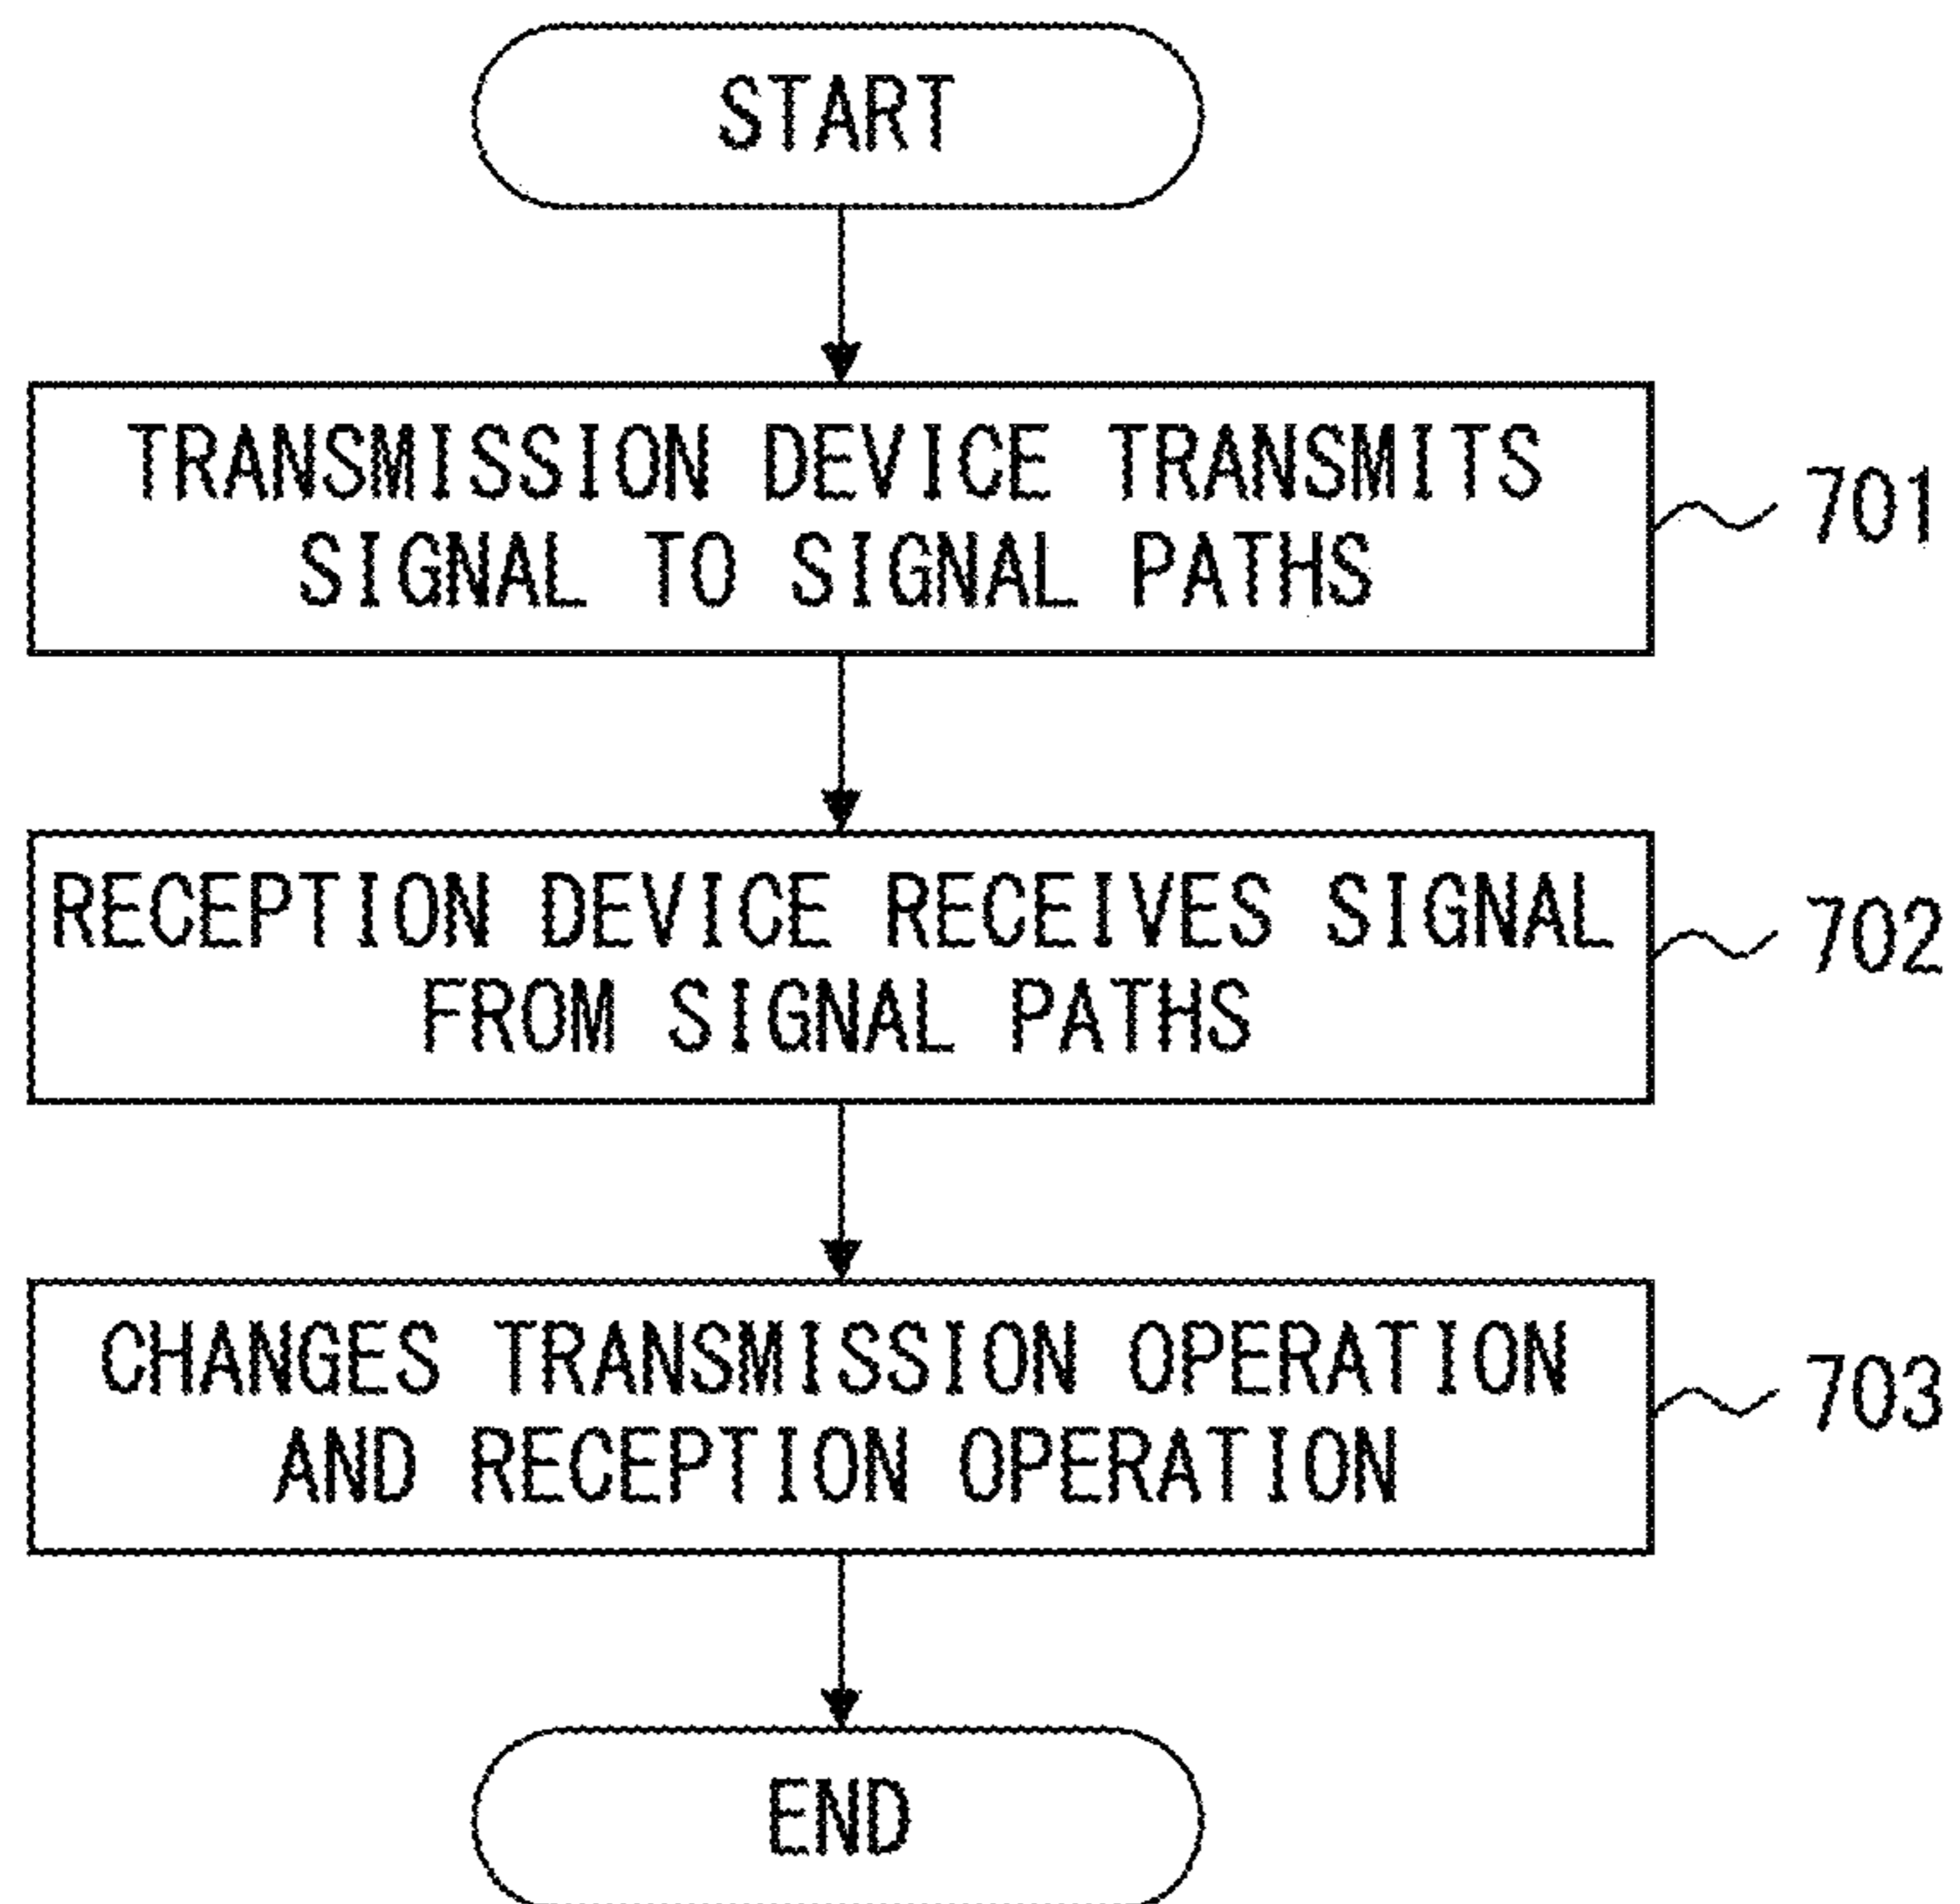 START
TRANSMISSION DEVICE TRANSMITS
SIGNAL TO SIGNAL PATHS
701
RECEPTION DEVICE RECEIVES SIGNAL
FROM SIGNAL PATHS
702
CHANGES TRANSMISSION OPERATION
AND RECEPTION OPERATION
703
END